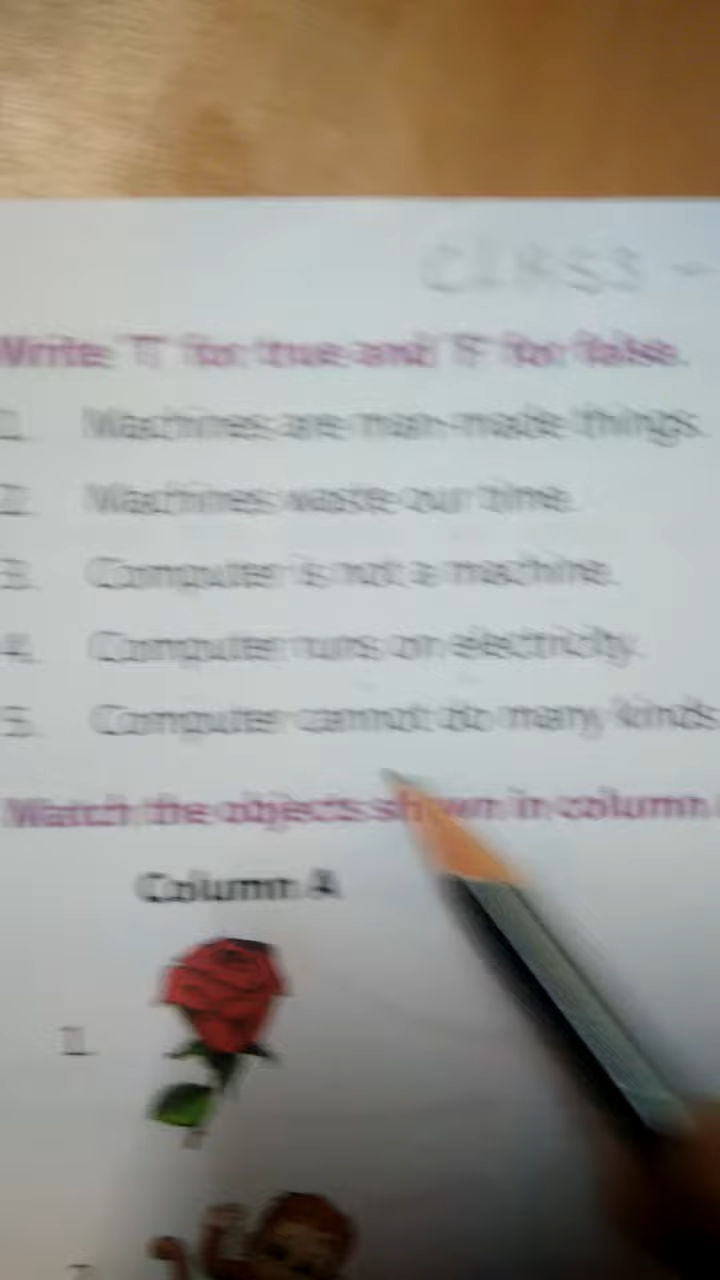 CLASS -
Write 'T' for true and 'F' for false.
1. Machines are man-made things.
2. Machines waste our time.
3. Computer is not a machine.
4. Computer runs on electricity.
5. Computer cannot do many kinds
Match the objects shown in column
Column A
1.
2.